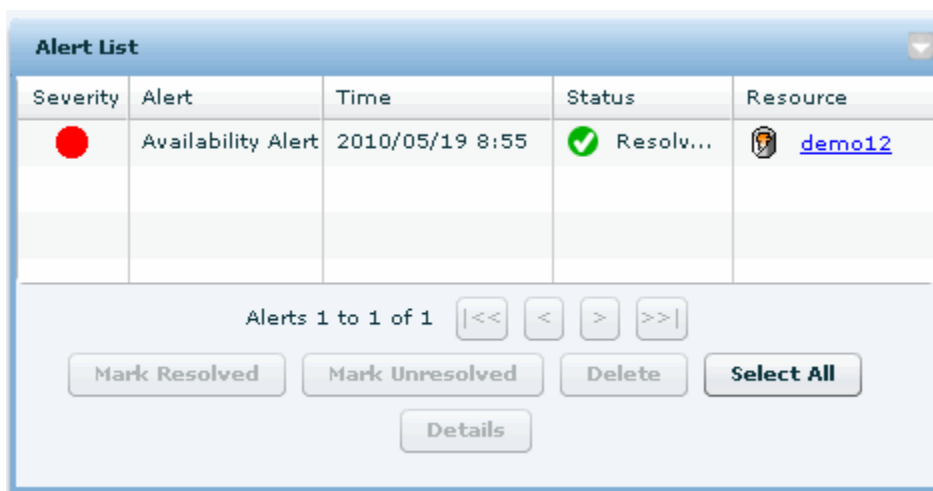 Alert List
Severity Alert Time Status Resource
Availability Alert 2010/05/19 8:55 Resolv... demo12
Alerts 1 to 1 of 1 |<< < > >>|
Mark Resolved Mark Unresolved Delete Select All
Details